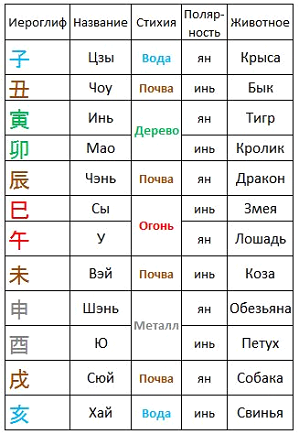 Иероглиф Название Стихия Поляр-ность Животное
子 Цзы Вода ян Крыса
丑 Чоу Почва инь Бык
寅 Инь Дерево ян Тигр
卯 Мао инь Кролик
辰 Чэнь Почва ян Дракон
巳 Сы Огонь инь Змея
午 У ян Лошадь
未 Вэй Почва инь Коза
申 Шэнь Металл ян Обезьяна
酉 Ю инь Петух
戌 Сюй Почва ян Собака
亥 Хай Вода инь Свинья